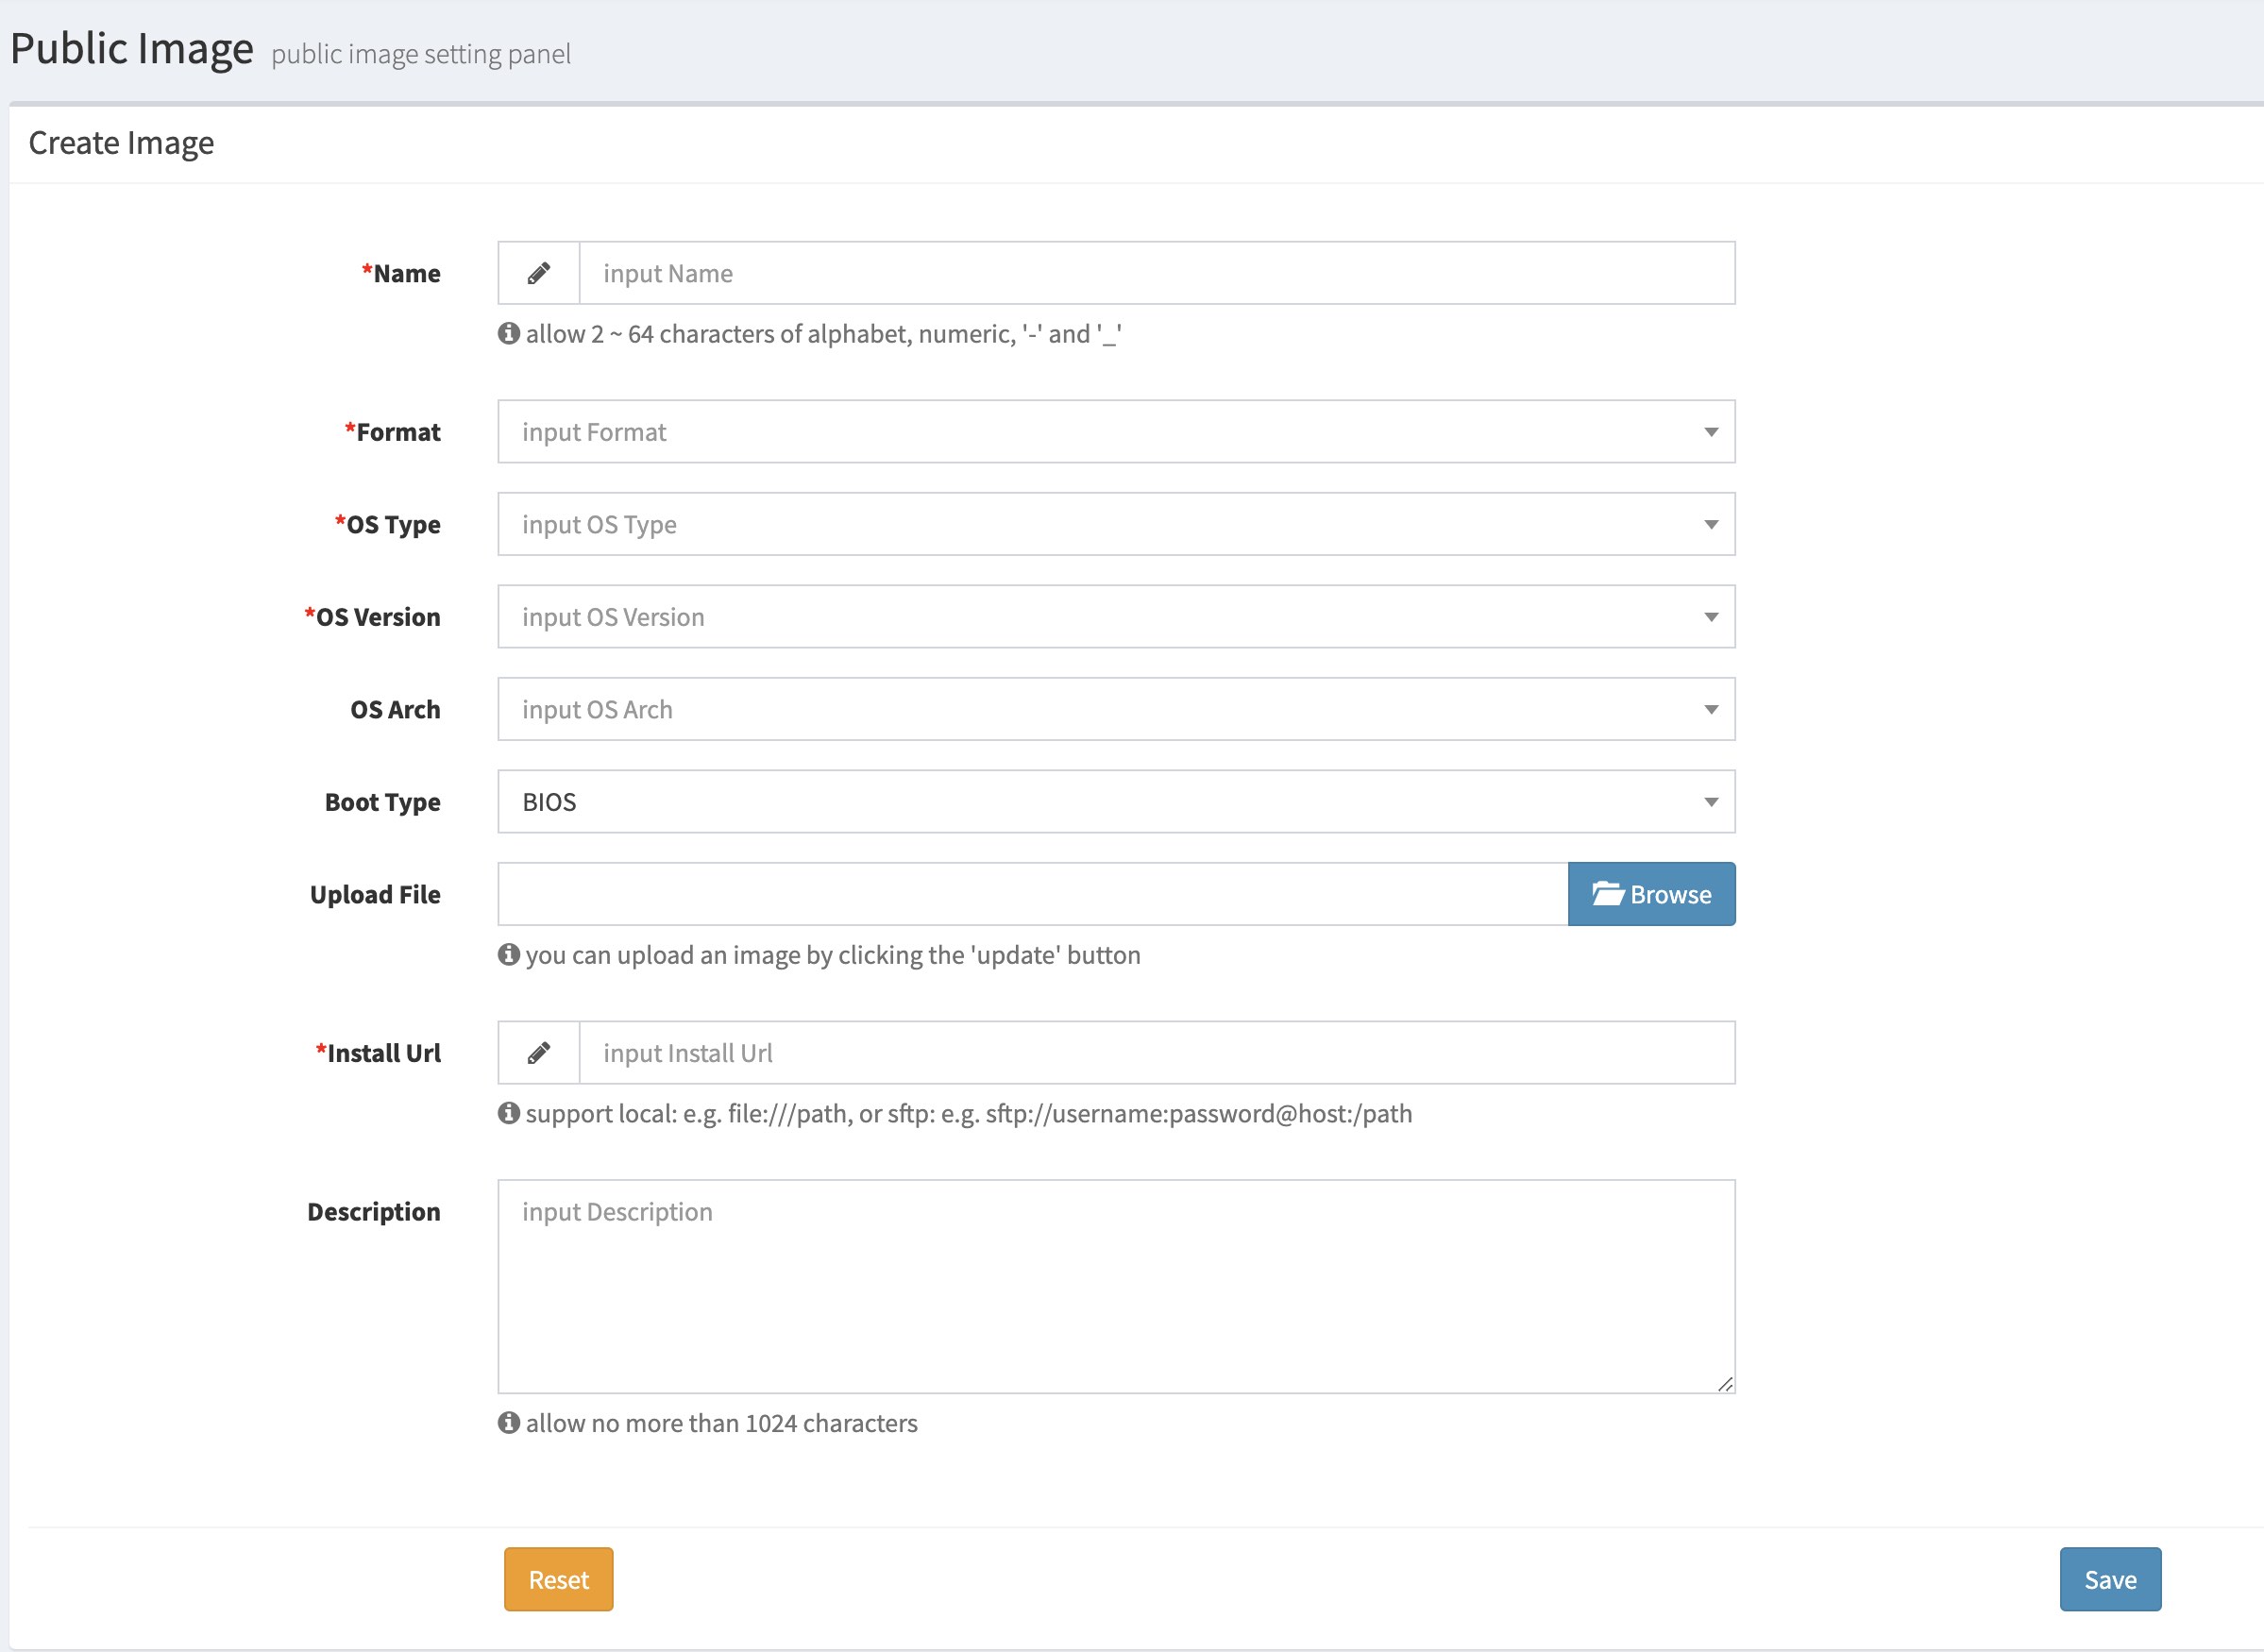 Public Image public image setting panel
Create Image
*Name input Name
allow 2 ~ 64 characters of alphabet, numeric, '-' and '_'
*Format input Format
*OS Type input OS Type
*OS Version input OS Version
OS Arch input OS Arch
Boot Type BIOS
Upload File Browse
you can upload an image by clicking the 'update' button
*Install Url input Install Url
support local: e.g. file:///path, or sftp: e.g. sftp://username:password@host:/path
Description input Description
allow no more than 1024 characters
Reset Save